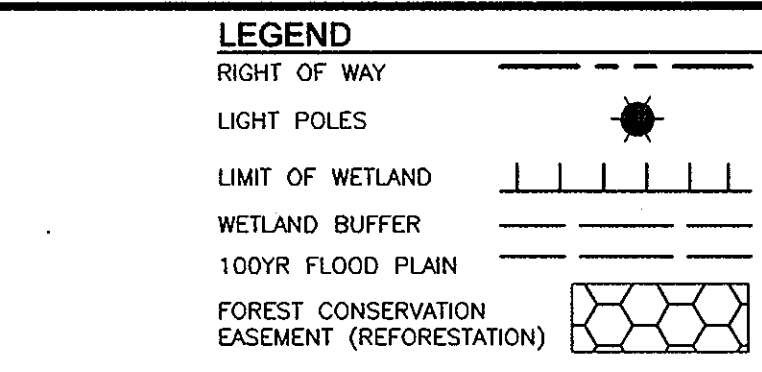 LEGEND
RIGHT OF WAY
LIGHT POLES
LIMIT OF WETLAND
WETLAND BUFFER
100YR FLOOD PLAIN
FOREST CONSERVATION
EASEMENT (REFORESTATION)